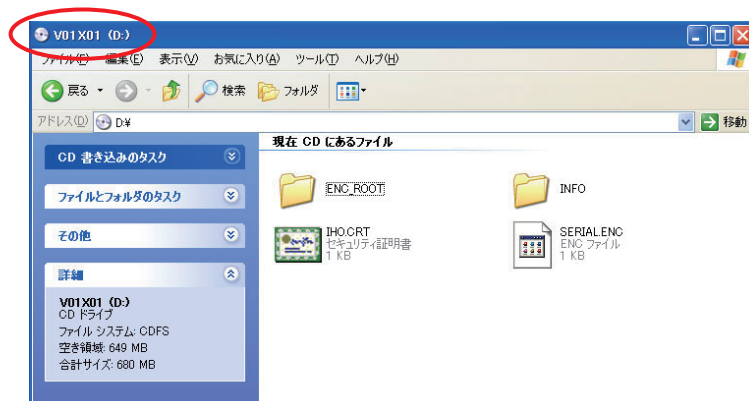 V01X01 (D:)
ファイル(F) 編集(E) 表示(V) お気に入り(A) ツール(T) ヘルプ(H)
戻る 検索 フォルダ
アドレス(D) D:¥ 移動
現在 CD にあるファイル
CD 書き込みのタスク
ファイルとフォルダのタスク
その他
詳細
V01X01 (D:)
CD ドライブ
ファイル システム: CDFS
空き領域: 649 MB
合計サイズ: 680 MB
ENC_ROOT
INFO
IHO.CRT
セキュリティ証明書
1 KB
SERIAL.ENC
ENC ファイル
1 KB